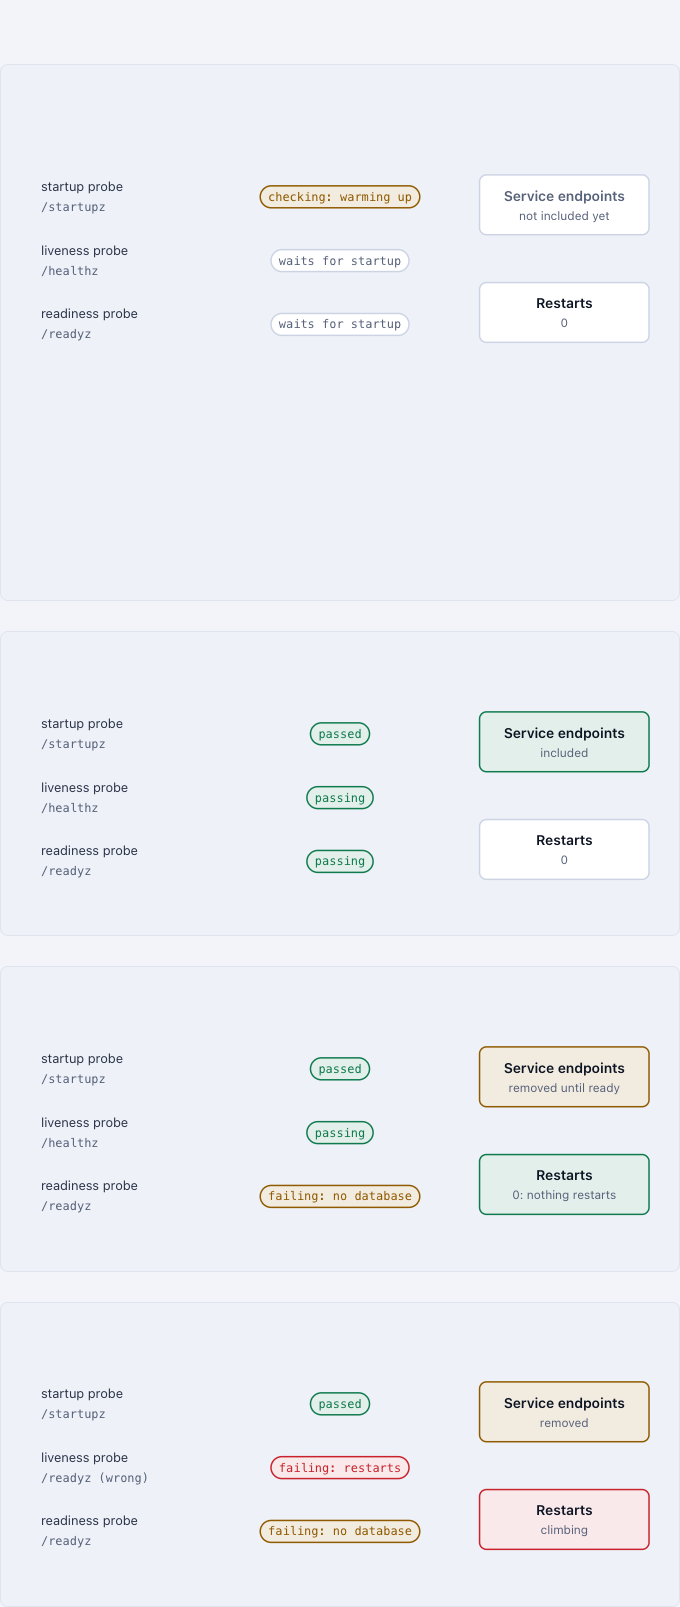 startup probe
/startupz
checking: warming up
Service endpoints
not included yet
liveness probe
/healthz
waits for startup
readiness probe
/readyz
waits for startup
Restarts
0
startup probe
/startupz
passed
Service endpoints
included
liveness probe
/healthz
passing
readiness probe
/readyz
passing
Restarts
0
startup probe
/startupz
passed
Service endpoints
removed until ready
liveness probe
/healthz
passing
readiness probe
/readyz
failing: no database
Restarts
0: nothing restarts
startup probe
/startupz
passed
Service endpoints
removed
liveness probe
/readyz (wrong)
failing: restarts
readiness probe
/readyz
failing: no database
Restarts
climbing